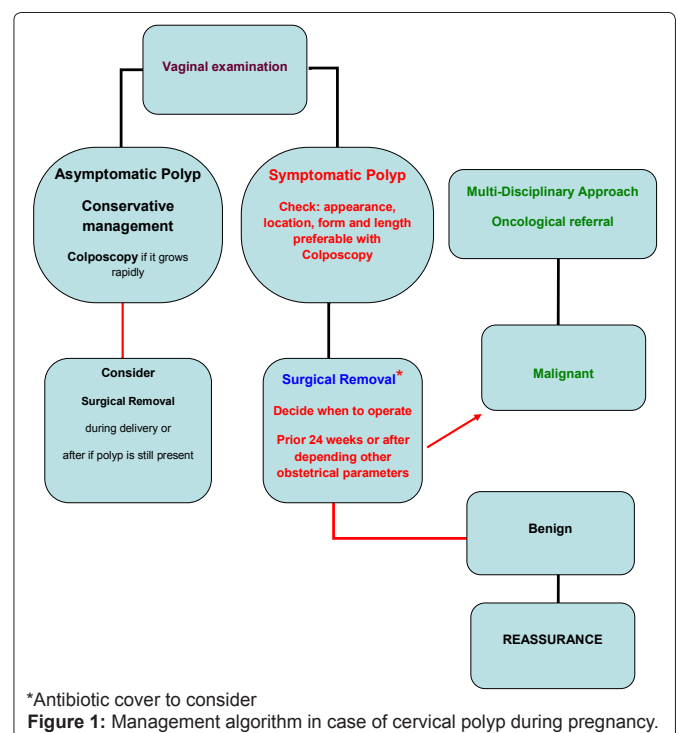 Vaginal examination
Asymptomatic Polyp
Conservative
management
Colposcopy if it grows
rapidly
Symptomatic Polyp
Check: appearance,
location, form and length
preferable with
Colposcopy
Multi-Disciplinary Approach
Oncological referral
Consider
Surgical Removal
during delivery or
after if polyp is still present
Surgical Removal*
Decide when to operate
Prior 24 weeks or after
depending other
obstetrical parameters
Malignant
Benign
REASSURANCE
*Antibiotic cover to consider
Figure 1: Management algorithm in case of cervical polyp during pregnancy.